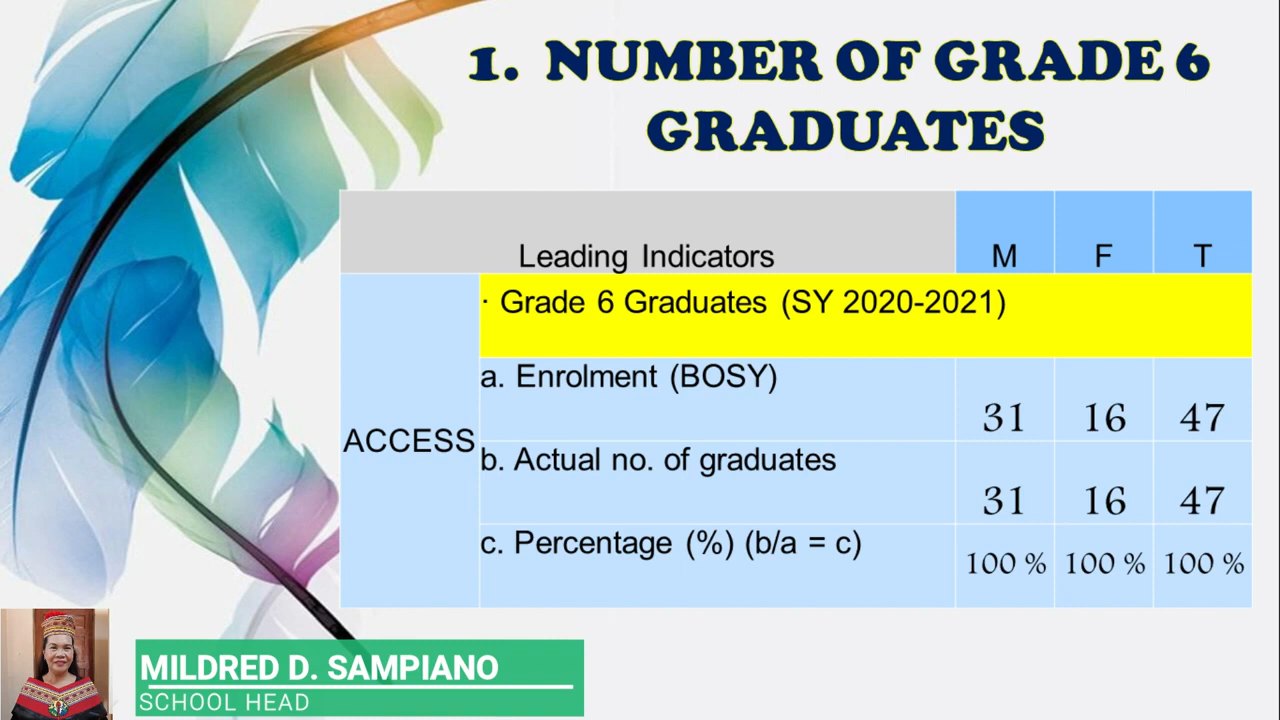 1. NUMBER OF GRADE 6
GRADUATES
Leading Indicators M F T
ACCESS
· Grade 6 Graduates (SY 2020-2021)
a. Enrolment (BOSY) 31 16 47
b. Actual no. of graduates 31 16 47
c. Percentage (%) (b/a = c) 100 % 100 % 100 %
MILDRED D. SAMPIANO
SCHOOL HEAD